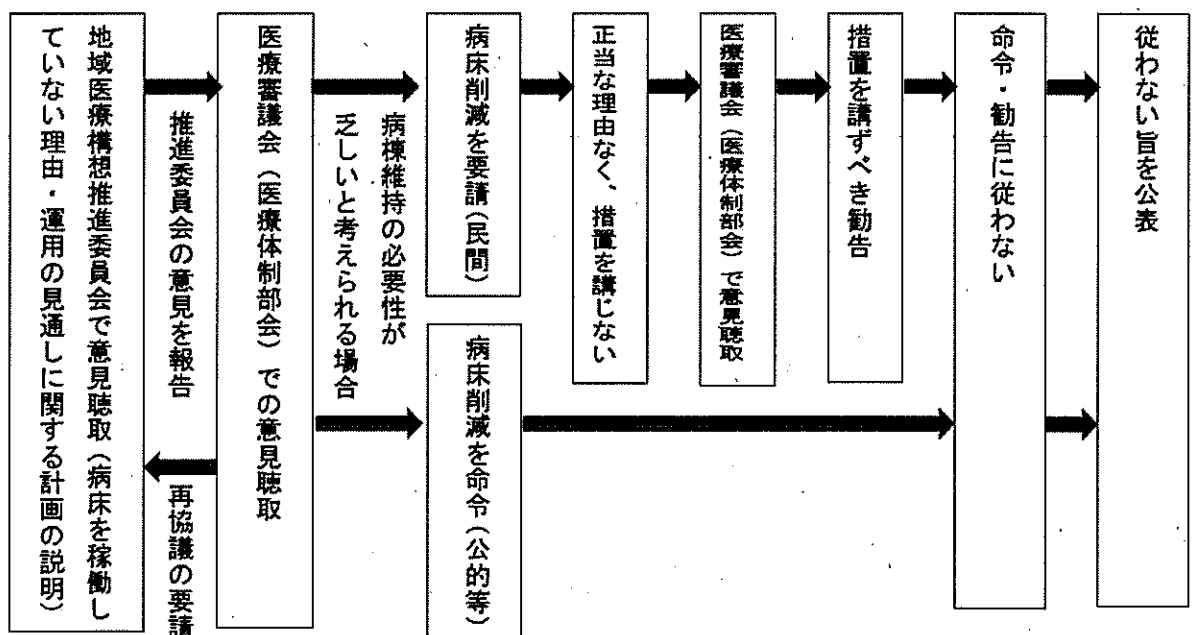 地域医療構想推進委員会で意見聴取（病床を稼働し
ていない理由・運用の見通しに関する計画の説明）
推進委員会の意見を報告
再協議の要請
医療審議会（医療体制部会）での意見聴取
病棟維持の必要性が
乏しいと考えられる場合
病床削減を要請（民間）
病床削減を命令（公的等）
正当な理由なく、措置を講じない
医療審議会（医療体制部会）で意見聴取
措置を講ずべき勧告
命令・勧告に従わない
従わない旨を公表